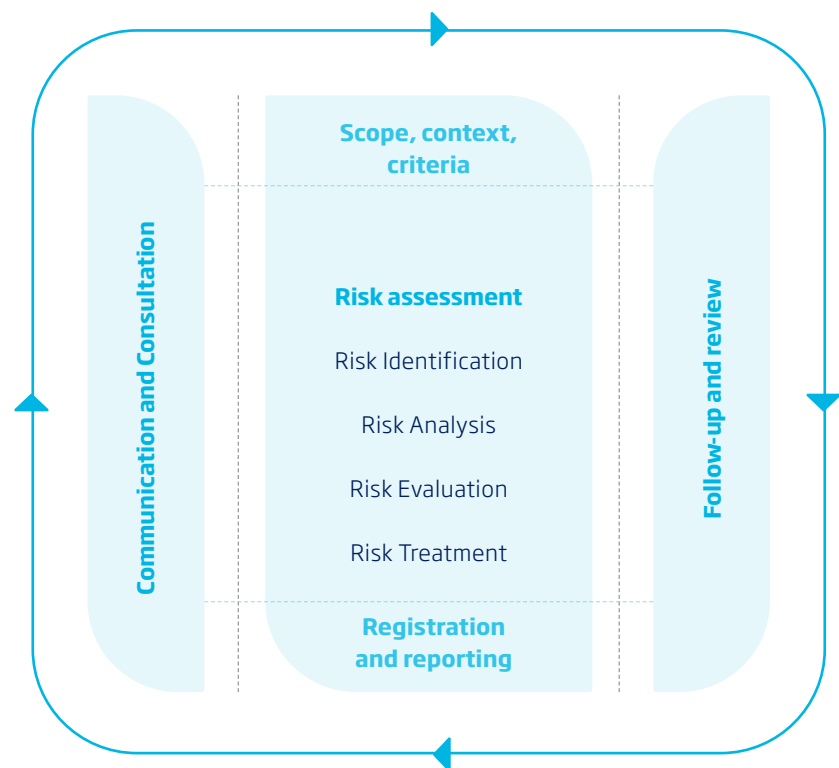 Scope, context,
criteria
Communication and Consultation
Risk assessment
Risk Identification
Risk Analysis
Risk Evaluation
Risk Treatment
Follow-up and review
Registration
and reporting